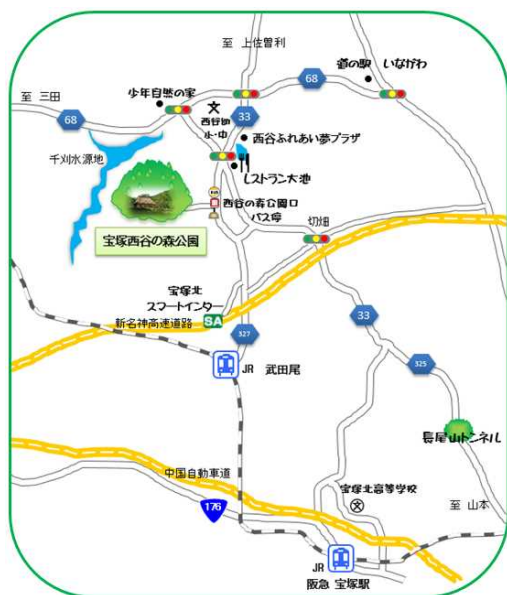 至 上佐曽利
道の駅 いながわ
至 三田
少年自然の家
68
68
西谷幼
小・中
33
西谷ふれあい夢プラザ
千刈水源地
レストラン大池
西谷の森公園口
バス停
切畑
宝塚西谷の森公園
宝塚北
スマートインター
SA
新名神高速道路
327
33
325
JR 武田尾
長尾山トンネル
中国自動車道
宝塚北高等学校
176
至 山本
JR
阪急 宝塚駅